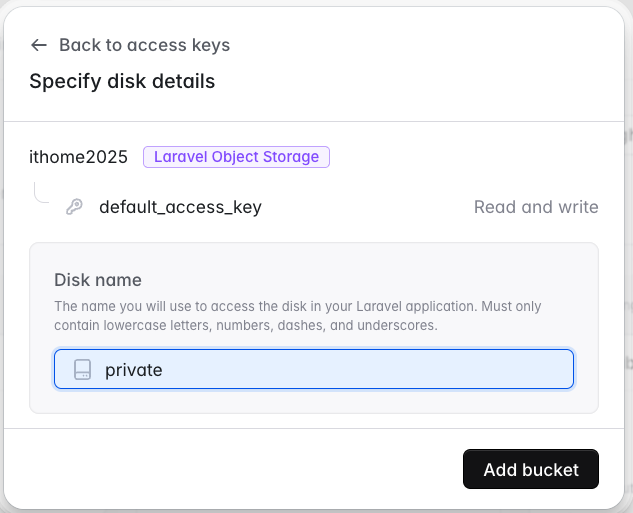 Back to access keys
Specify disk details
ithome2025 Laravel Object Storage
default_access_key Read and write
Disk name
The name you will use to access the disk in your Laravel application. Must only
contain lowercase letters, numbers, dashes, and underscores.
private
Add bucket